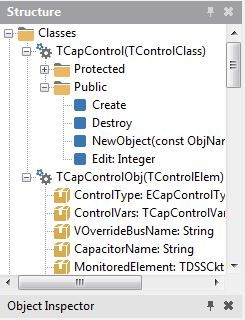 Structure
Classes
TCapControl(TControlClass)
Protected
Public
Create
Destroy
NewObject(const ObjNar
Edit: Integer
TCapControlObj(TControlElem)
ControlType: ECapControlTy
ControlVars: TCapControlVar
VOverrideBusName: String
CapacitorName: String
MonitoredElement: TDSSCkt
Object Inspector